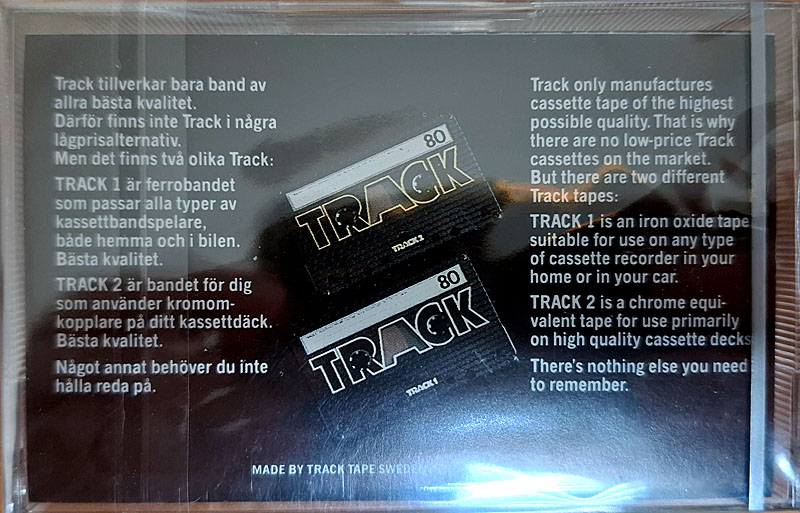 Track tillverkar bara band av
allra bästa kvalitet.
Därför finns inte Track i några
lågprisalternativ.
Men det finns två olika Track:
TRACK 1 är ferrobandet
som passar alla typer av
kassettbandspelare,
både hemma och i bilen.
Bästa kvalitet.
TRACK 2 är bandet för dig
som använder kromom-
kopplare på ditt kassettdäck.
Bästa kvalitet.
Något annat behöver du inte
hålla reda på.
80
TRACK
TRACK 1
80
TRACK
TRACK 1
Track only manufactures
cassette tape of the highest
possible quality. That is why
there are no low-price Track
cassettes on the market.
But there are two different
Track tapes:
TRACK 1 is an iron oxide tape
suitable for use on any type
of cassette recorder in your
home or in your car.
TRACK 2 is a chrome equi-
valent tape for use primarily
on high quality cassette decks
There's nothing else you need
to remember.
MADE BY TRACK TAPE SWEDEN